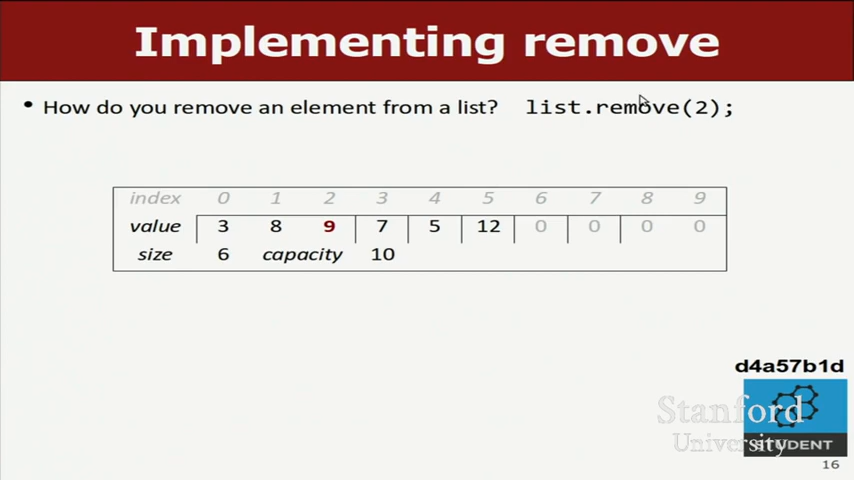 Implementing remove
• How do you remove an element from a list? list.remove(2);
index 0 1 2 3 4 5 6 7 8 9
value 3 8 9 7 5 12 0 0 0 0
size 6 capacity 10
d4a57b1d
Stanford
University
STUDENT
16